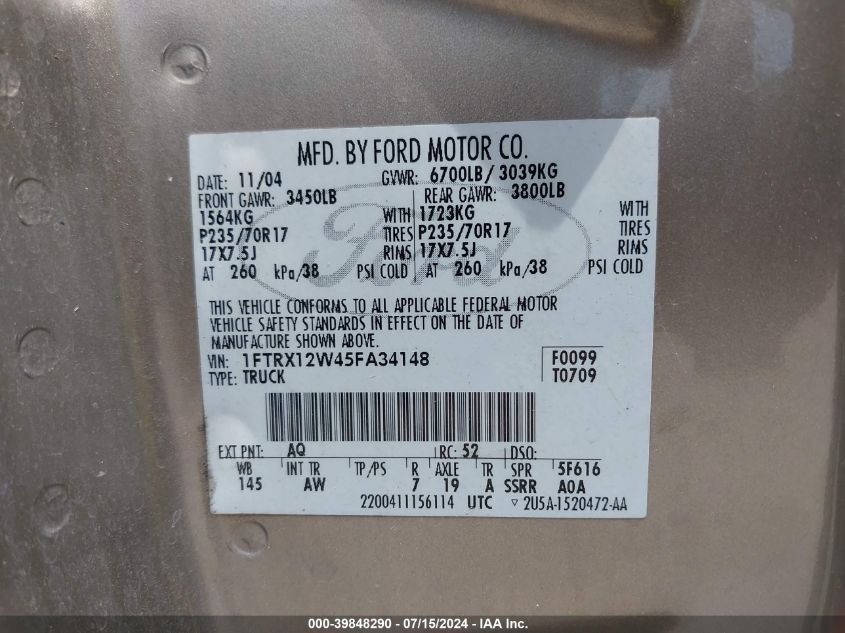 MFD. BY FORD MOTOR CO.
DATE: 11/04 GVWR: 6700LB/ 3039KG
FRONT GAWR: 3450LB REAR GAWR: 3800LB
1564KG WITH 1723KG WITH
P235/70R17 TIRES P235/70R17 TIRES
17X7.5J RIMS 17X7.5J RIMS
AT 260 kPa/38 PSI COLD AT 260 kPa/38 PSI COLD
Ford
THIS VEHICLE CONFORMS TO ALL APPLICABLE FEDERAL MOTOR
VEHICLE SAFETY STANDARDS IN EFFECT ON THE DATE OF
MANUFACTURE SHOWN ABOVE.
VIN: 1FTRX12W45FA34148 F0099
TYPE: TRUCK T0709
EXT PNT: AQ RC: 52 DSO:
WB INT TR TP/PS R AXLE TR SPR 5F616
145 AW 7 19 A SSRR A0A
2200411156114 UTC ▽ 2U5A-1520472-AA
000-39848290 - 07/15/2024 - IAA Inc.